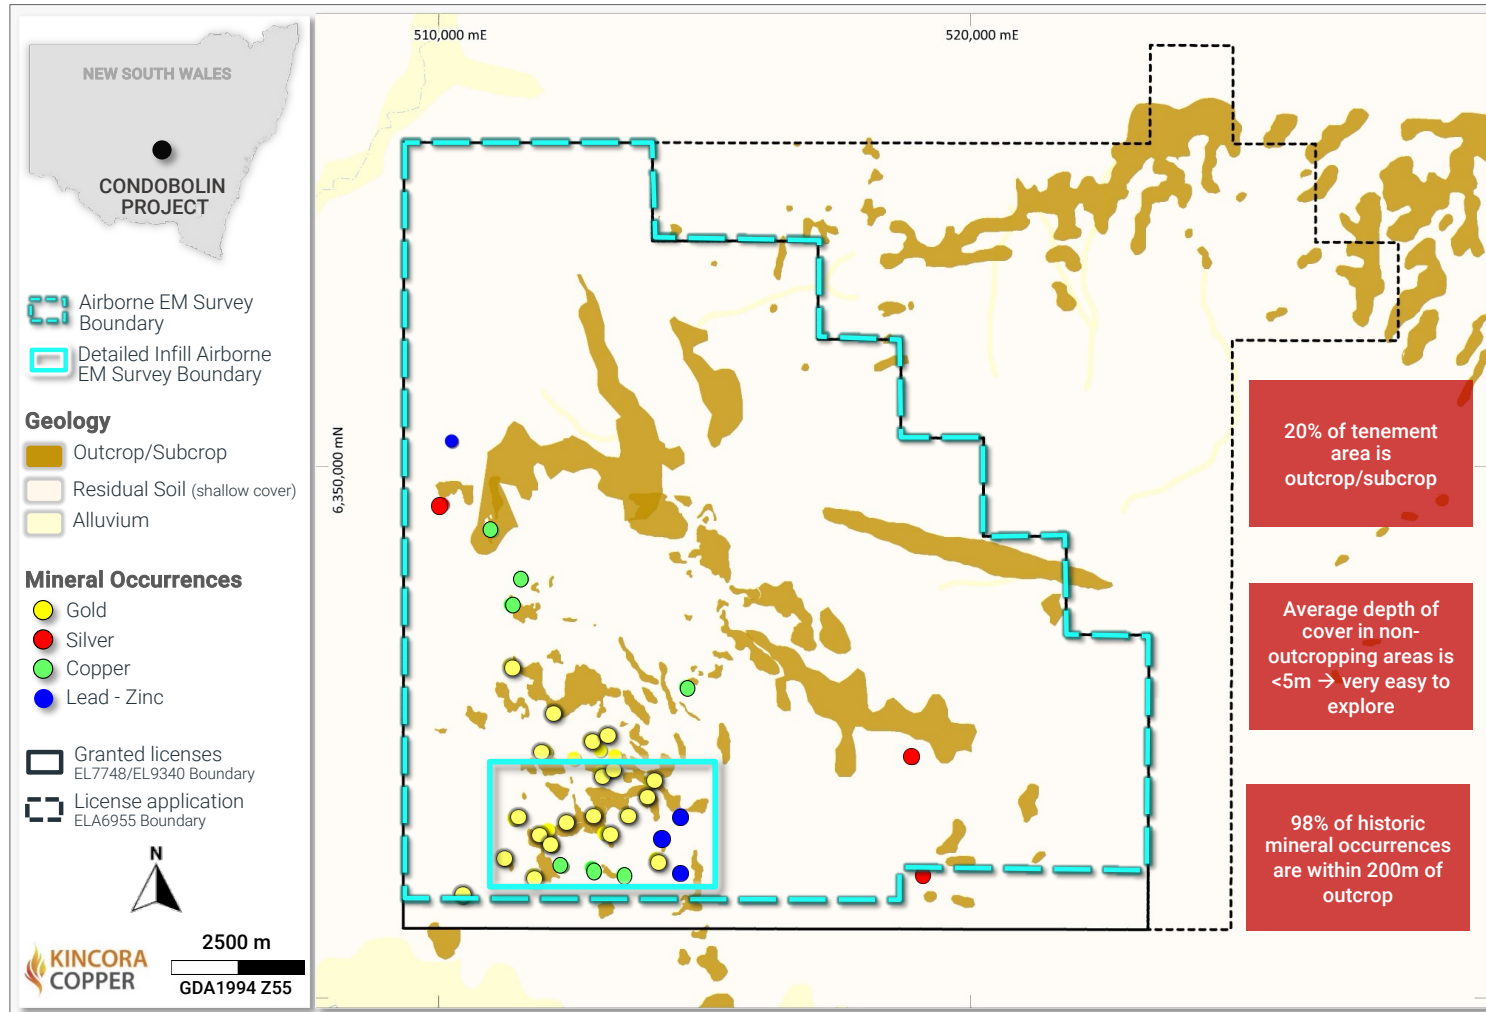 NEW SOUTH WALES
CONDOBOLIN
PROJECT
Airborne EM Survey
Boundary
Detailed Infill Airborne
EM Survey Boundary
Geology
Outcrop/Subcrop
Residual Soil (shallow cover)
Alluvium
Mineral Occurrences
Gold
Silver
Copper
Lead - Zinc
Granted licenses
EL7748/EL9340 Boundary
License application
ELA6955 Boundary
N
KINCORA
COPPER
2500 m
GDA1994 Z55
510,000 mE
520,000 mE
6,350,000 mN
20% of tenement
area is
outcrop/subcrop
Average depth of
cover in non-
outcropping areas is
<5m → very easy to
explore
98% of historic
mineral occurrences
are within 200m of
outcrop